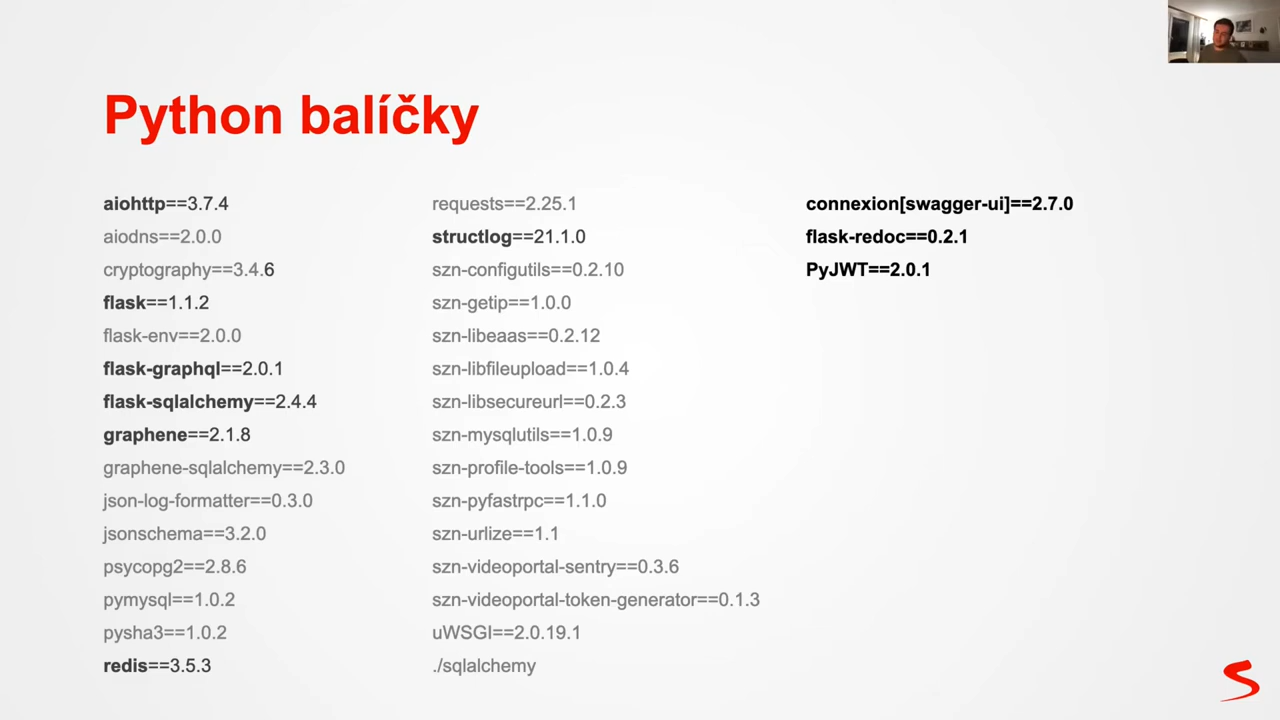 Python balíčky
aiohttp==3.7.4
aiodns==2.0.0
cryptography==3.4.6
flask==1.1.2
flask-env==2.0.0
flask-graphql==2.0.1
flask-sqlalchemy==2.4.4
graphene==2.1.8
graphene-sqlalchemy==2.3.0
json-log-formatter==0.3.0
jsonschema==3.2.0
psycopg2==2.8.6
pymysql==1.0.2
pysha3==1.0.2
redis==3.5.3
requests==2.25.1
structlog==21.1.0
szn-configutils==0.2.10
szn-getip==1.0.0
szn-libeaas==0.2.12
szn-libfileupload==1.0.4
szn-libsecureurl==0.2.3
szn-mysqlutils==1.0.9
szn-profile-tools==1.0.9
szn-pyfastrpc==1.1.0
szn-urlize==1.1
szn-videoportal-sentry==0.3.6
szn-videoportal-token-generator==0.1.3
uWSGI==2.0.19.1
./sqlalchemy
connexion[swagger-ui]==2.7.0
flask-redoc==0.2.1
PyJWT==2.0.1